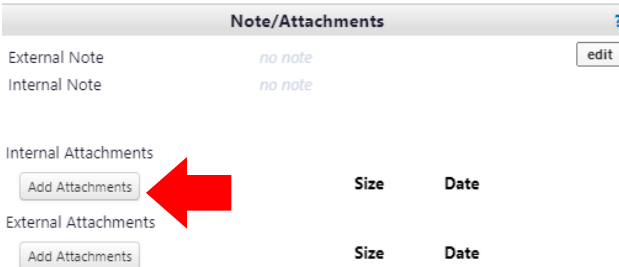 Note/Attachments ?
External Note no note edit
Internal Note no note
Internal Attachments
Add Attachments Size Date
External Attachments
Add Attachments Size Date